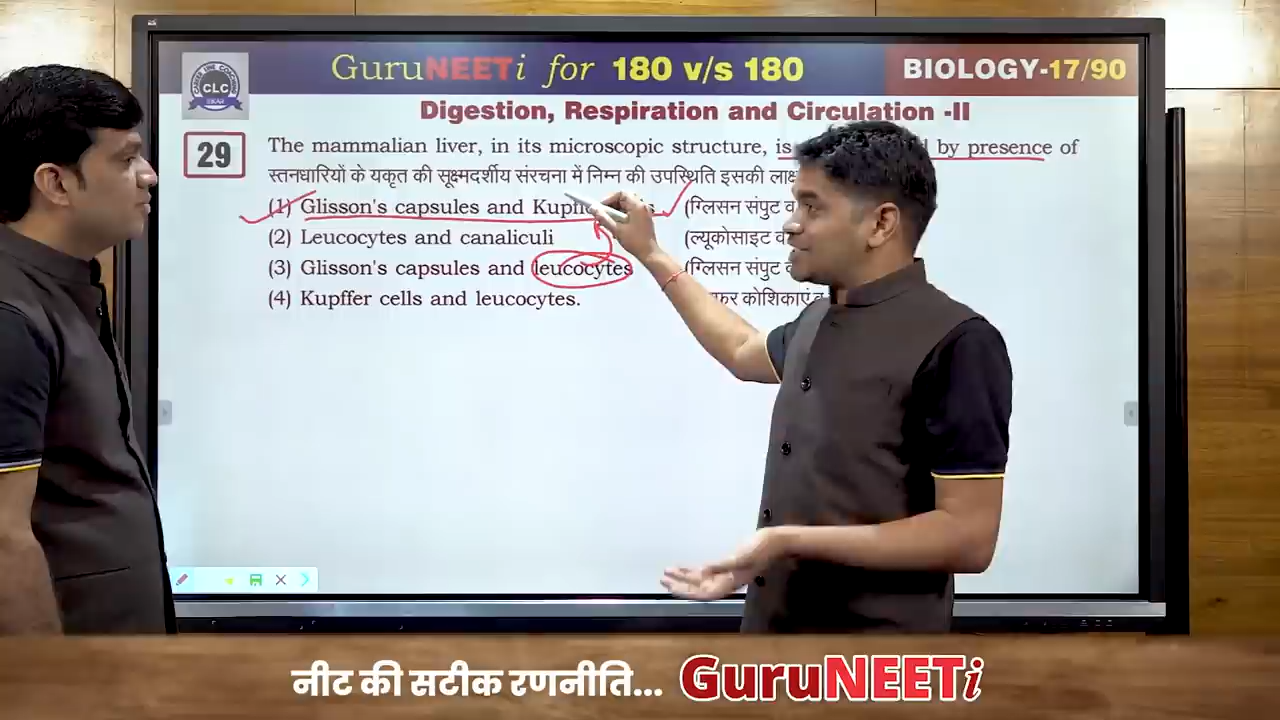 GuruNEETi for 180 v/s 180
BIOLOGY-17/90
CLC
SIKAR
Digestion, Respiration and Circulation -II
29
The mammalian liver, in its microscopic structure, is by presence of
स्तनधारियों के यकृत की सूक्ष्मदर्शीय संरचना में निम्न की उपस्थिति इसकी
(1) Glisson's capsules and (ग्लिसन संपुट
(2) Leucocytes and canaliculi (ल्यूकोसाइट
(3) Glisson's capsules and leucocytes (ग्लिसन संपुट
(4) Kupffer cells and leucocytes. कोशिकाएं
नीट की सटीक रणनीति... GuruNEETi